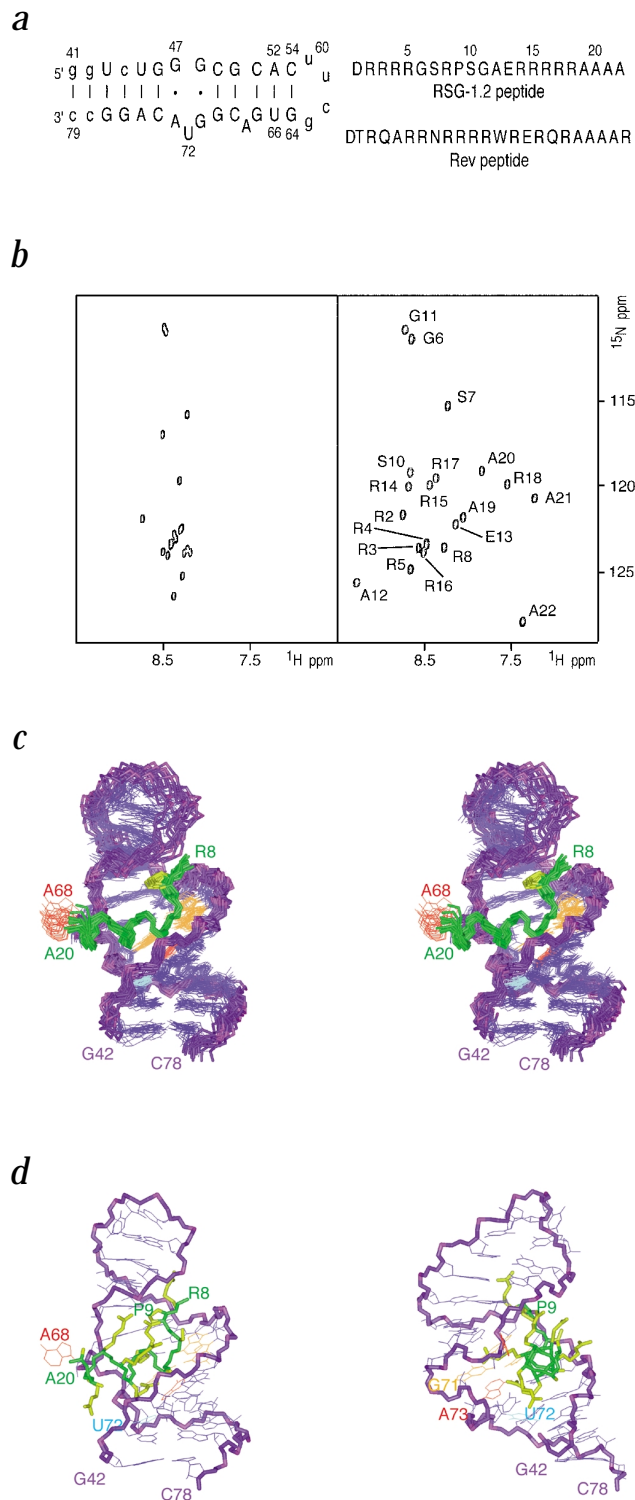 a
41 47 52 54 60 5 10 15 20
5' g g U c U G G G C G C A C u u c g DRRRRGSRPSGAERRRRRAAAA
RSG-1.2 peptide
3' c c G G A C A U G G C A G U G
79 72 66 64
DTRQARRNRRRRWRERQRAAAAR
Rev peptide
b
G11
G6
15N ppm
S7
115
S10 R17 A20
R14 R15 R18
120
A21
R2 R4 A19
E13
R3 R8
R5 R16
125
A12
A22
8.5 7.5 1H ppm 8.5 7.5 1H ppm
c
R8 R8
A68 A68
A20 A20
G42 G42
C78 C78
d
R8
P9 P9
A68
A20
G71
A73 U72
U72
G42 G42
C78 C78